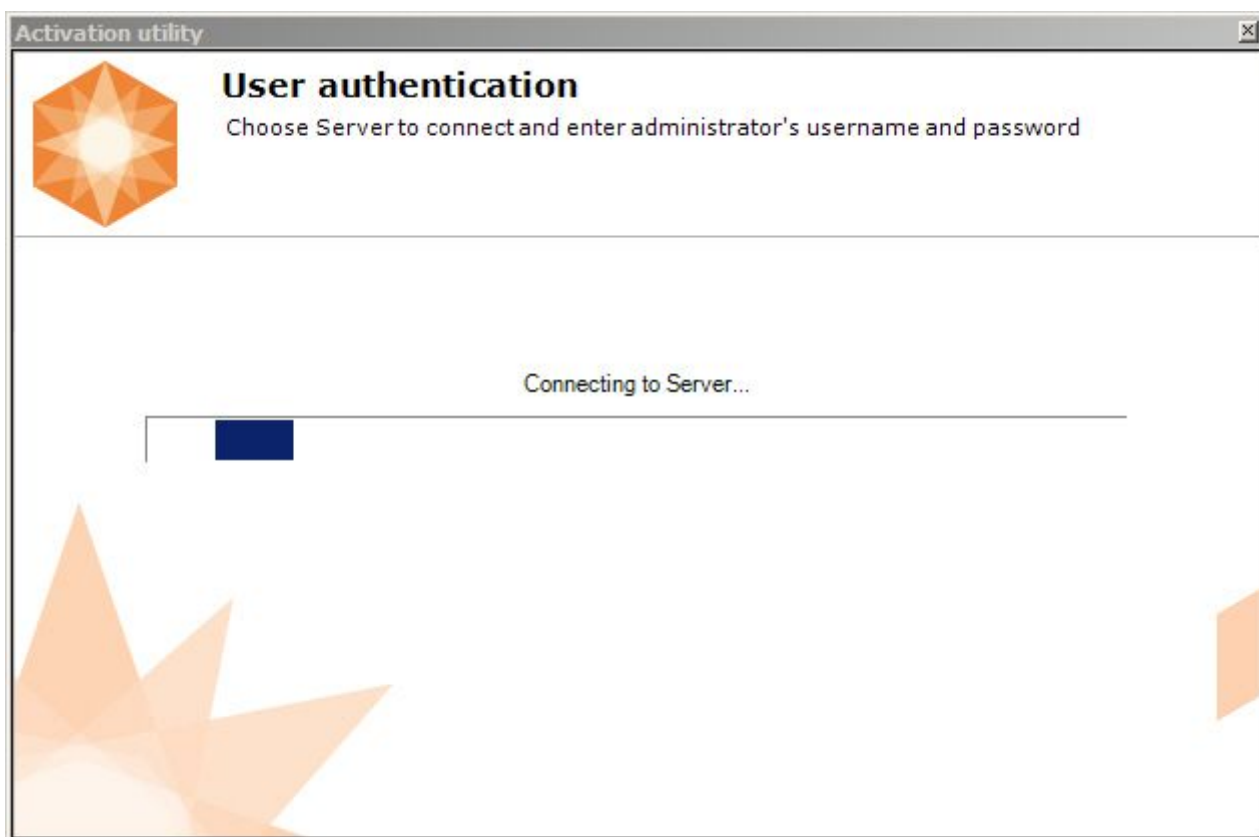 Activation utility
User authentication
Choose Server to connect and enter administrator's username and password
Connecting to Server...